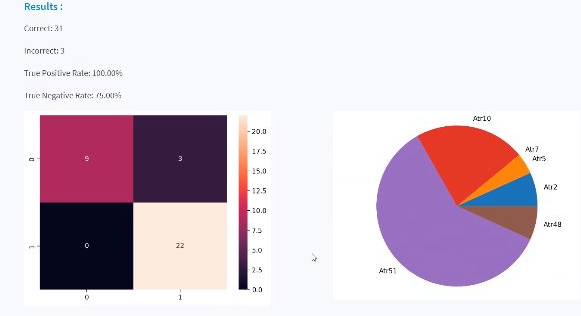 Results :
Correct: 31
Incorrect: 3
True Positive Rate: 100.00%
True Negative Rate: 75.00%
9 3
0 22
0
1
0 1
20.0
17.5
15.0
12.5
10.0
7.5
5.0
2.5
0.0
Atr10
Atr7
Atr5
Atr2
Atr48
Atr51